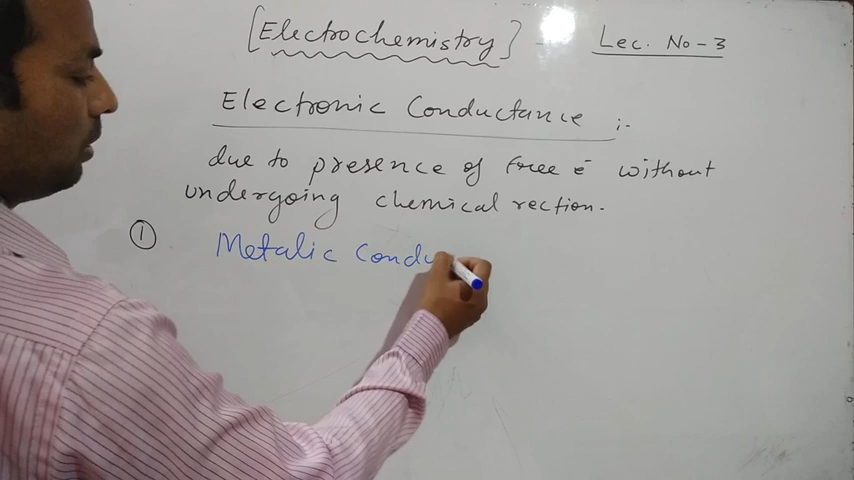 [Electrochemistry] - Lec. No-3
Electronic Conductance :-
due to presence of free e⁻ without
undergoing chemical rection.
① Metalic Condu